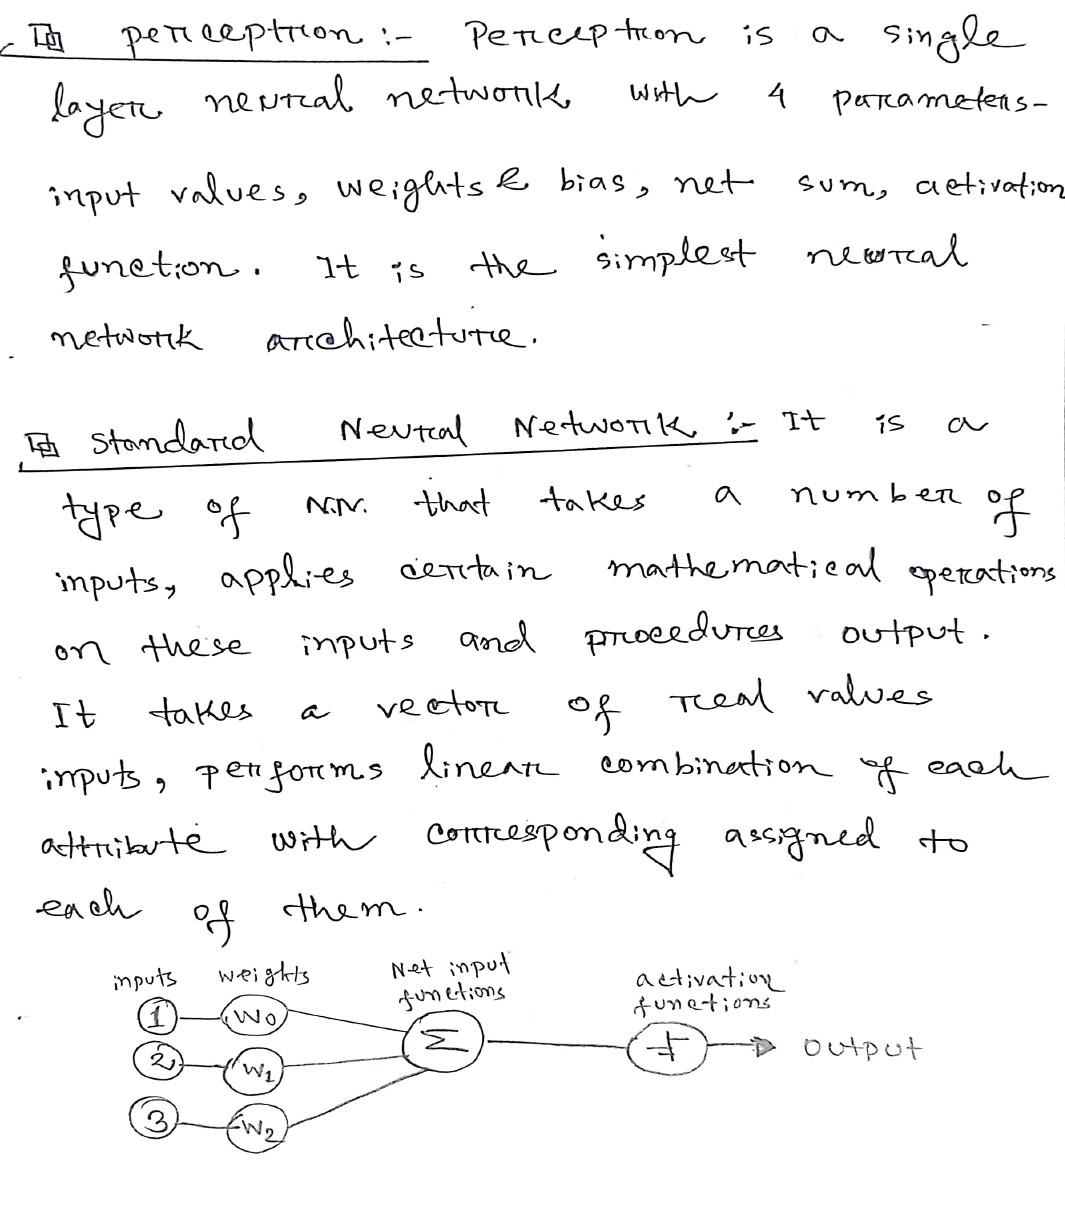 perceptron :- Perceptron is a single
layer neural network with 4 parameters-
input values, weights & bias, net sum, activation
function. It is the simplest neural
network architecture.
Standard Neural Network :- It is a
type of N.N. that takes a number of
inputs, applies certain mathematical operations
on these inputs and procedures output.
It takes a vector of real values
inputs, performs linear combination of each
attribute with corresponding assigned to
each of them.
inputs weights Net input functions activation functions
1 W0 Σ
2 W1 output
3 W2